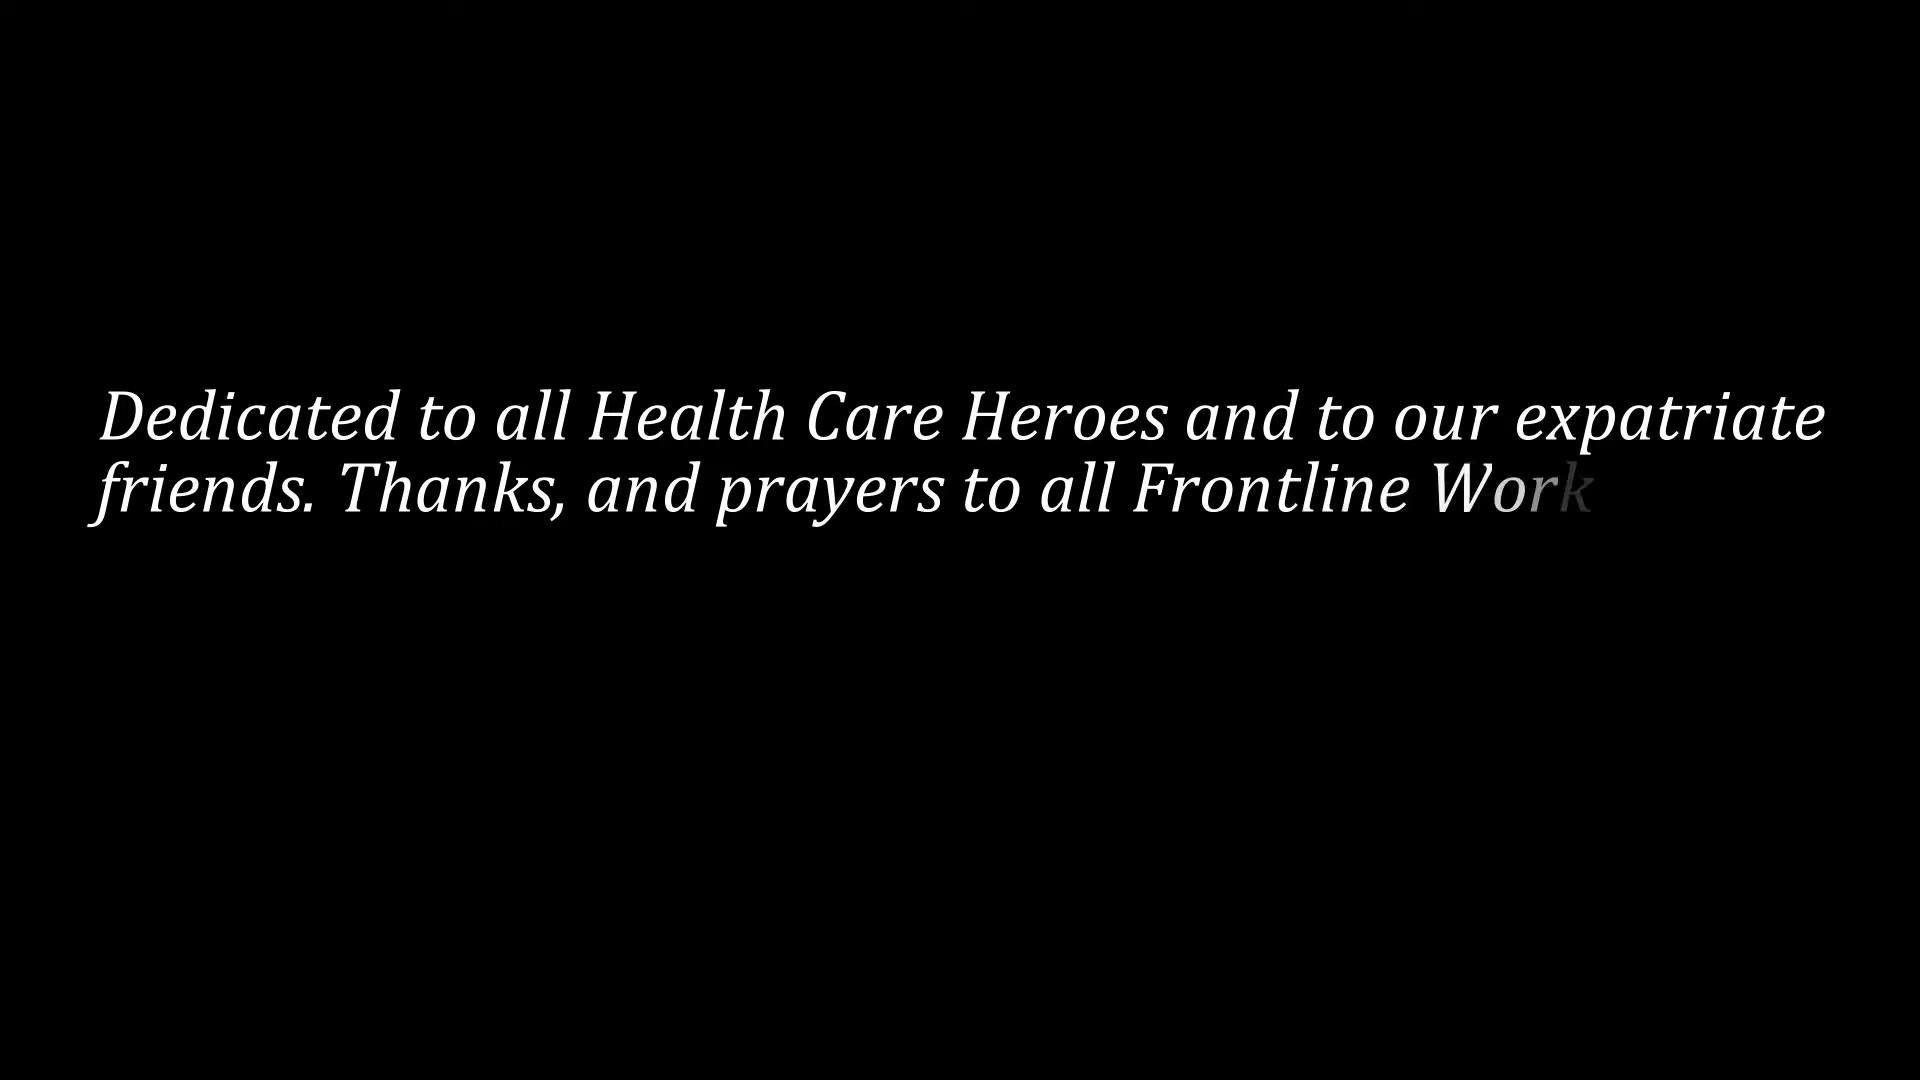 Dedicated to all Health Care Heroes and to our expatriate
friends. Thanks, and prayers to all Frontline Work